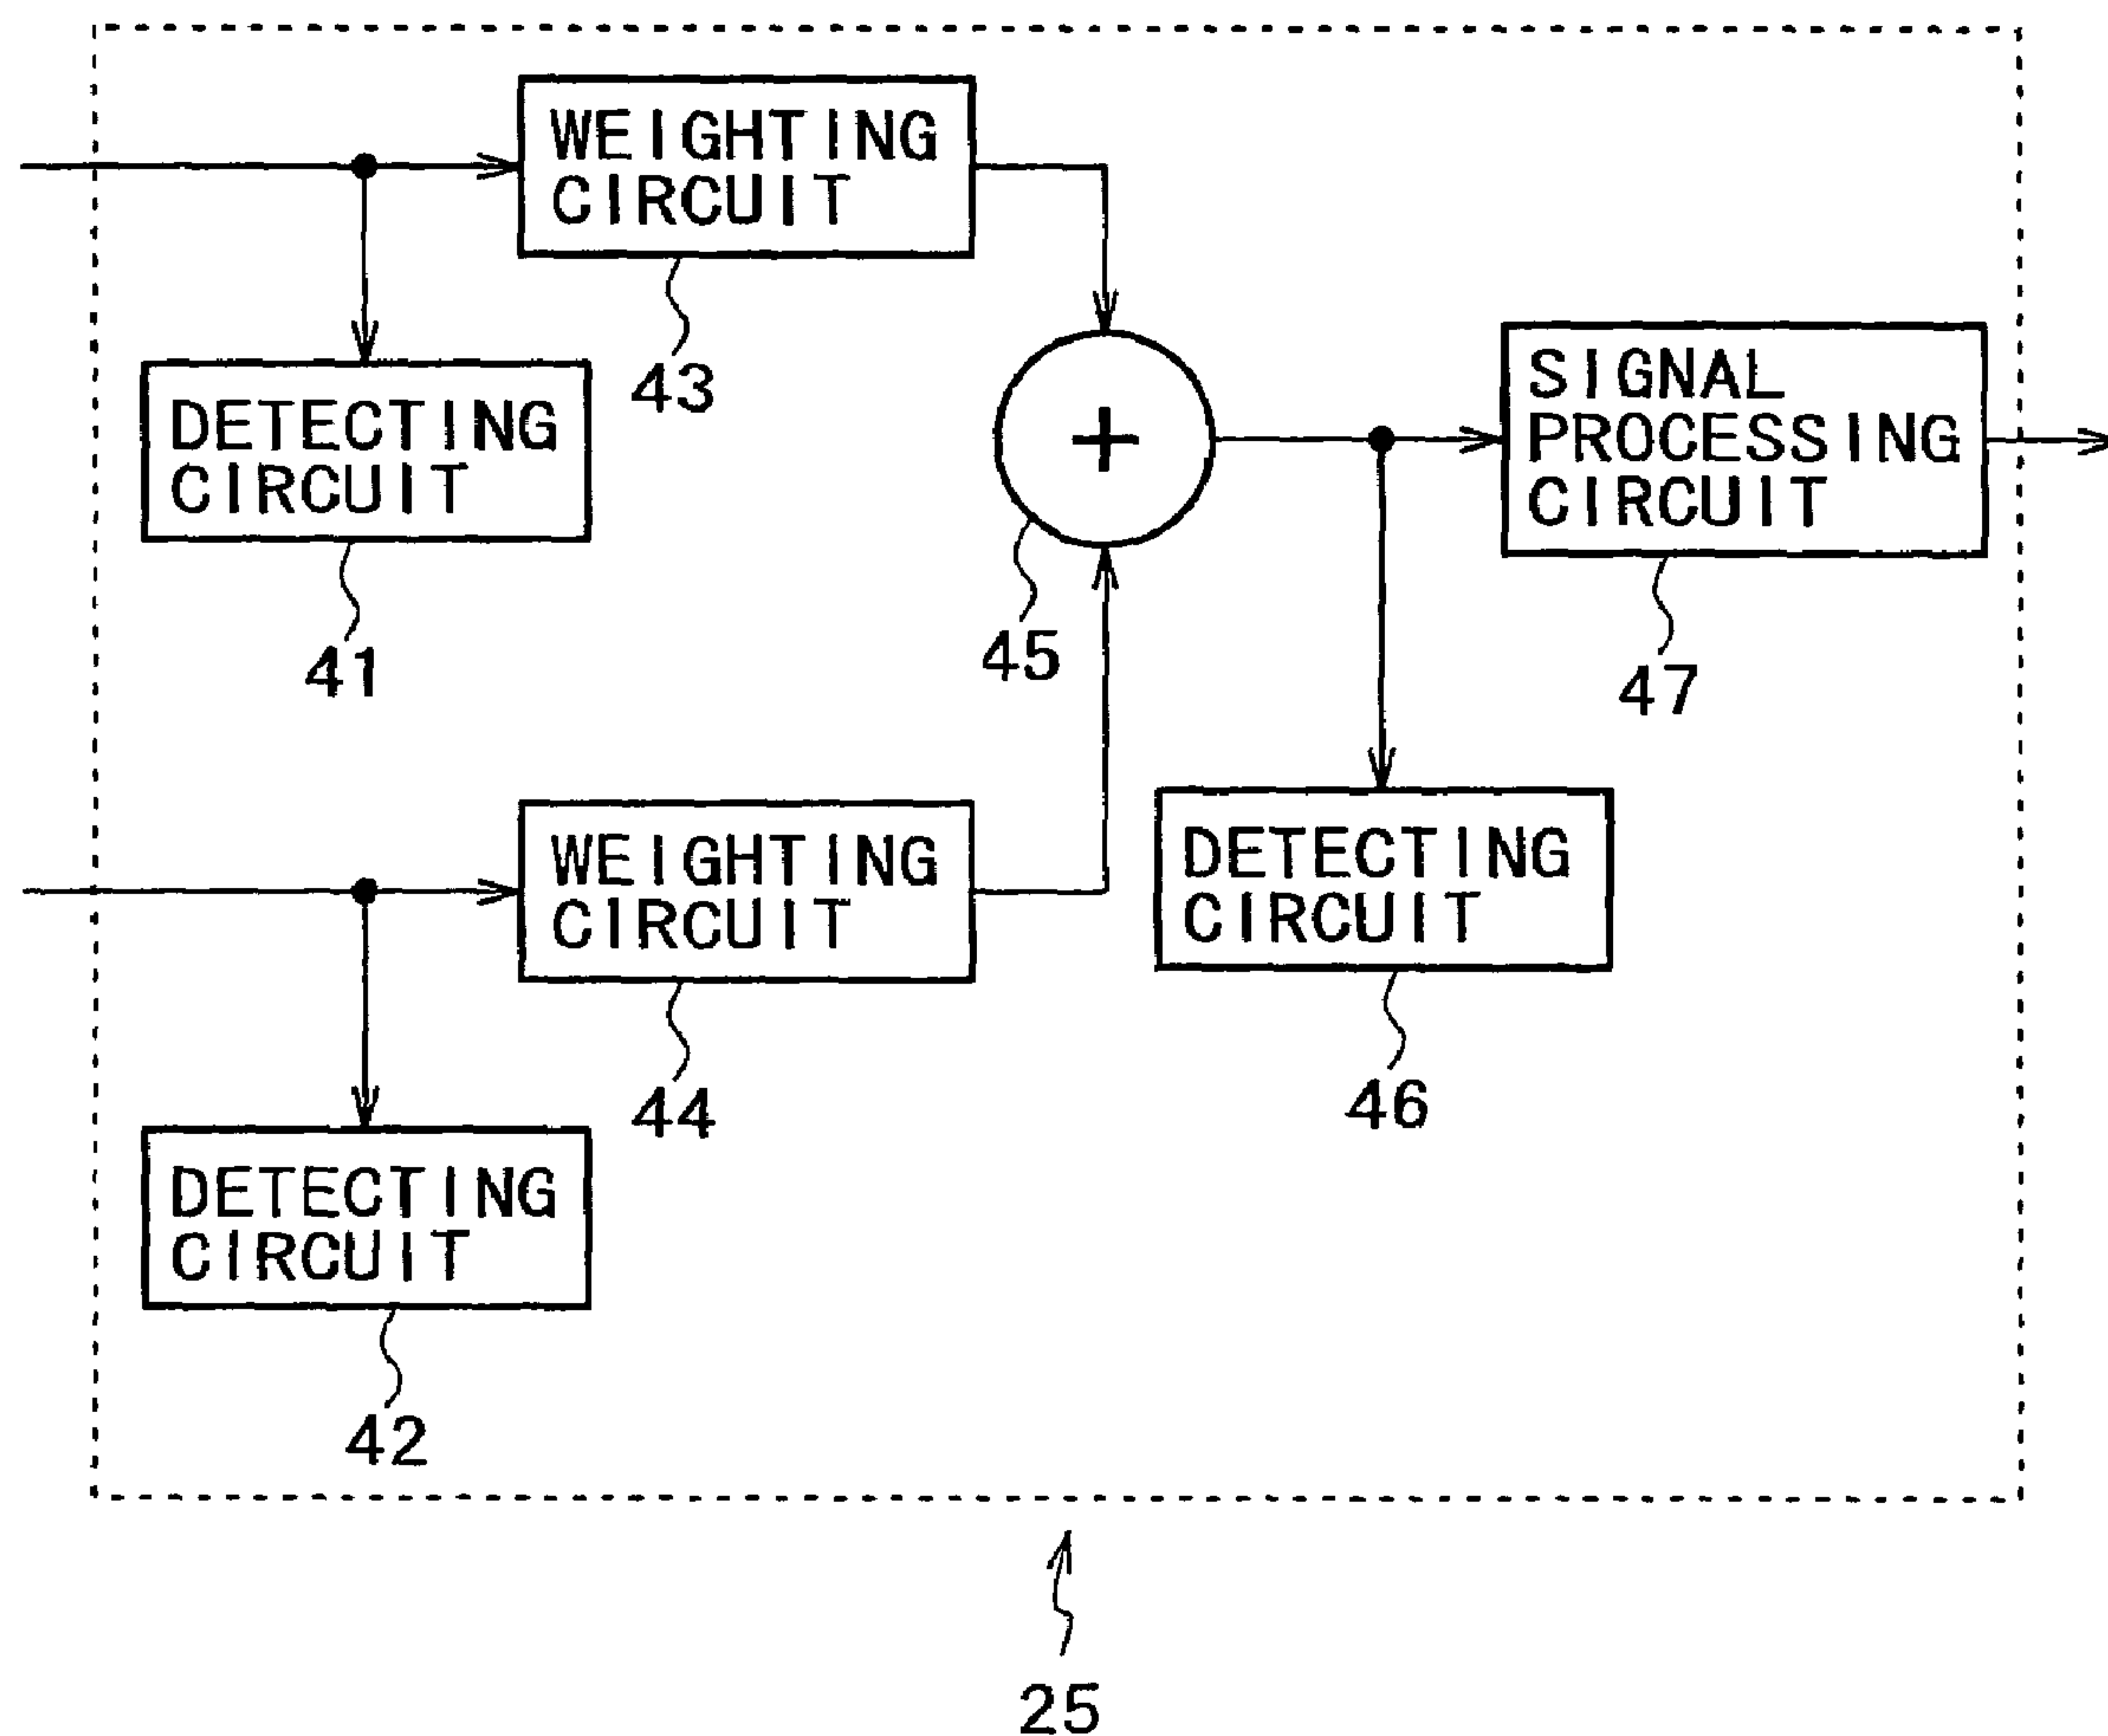 WEIGHTING
CIRCUIT
43
DETECTING
CIRCUIT
41
+
45
SIGNAL
PROCESSING
CIRCUIT
47
WEIGHTING
CIRCUIT
44
DETECTING
CIRCUIT
46
DETECTING
CIRCUIT
42
25